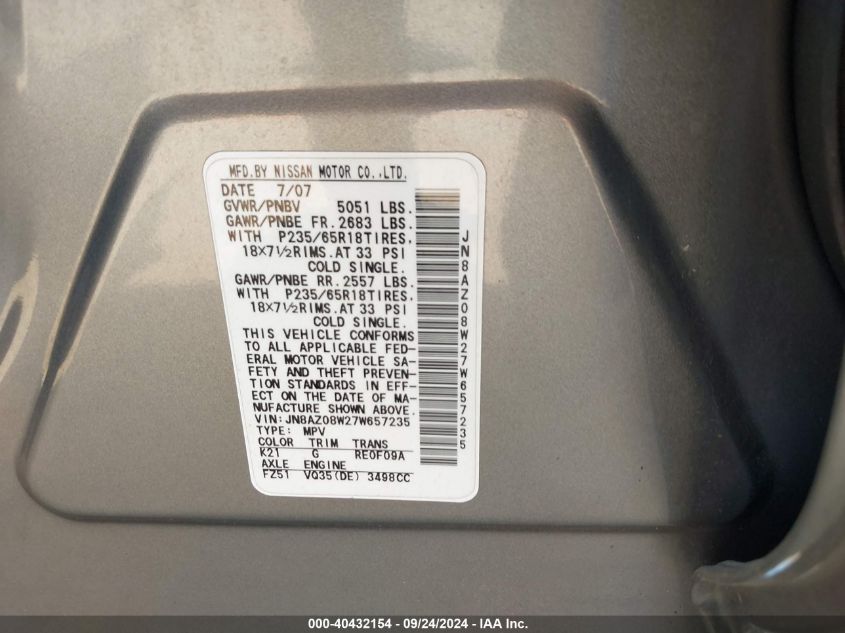 MFD.BY NISSAN MOTOR CO.,LTD.
DATE 7/07
GVWR/PNBV 5051 LBS.
GAWR/PNBE FR. 2683 LBS.
WITH P235/65R18TIRES,
18X7½RIMS.AT 33 PSI
COLD SINGLE.
GAWR/PNBE RR. 2557 LBS.
WITH P235/65R18TIRES,
18X7½RIMS.AT 33 PSI
COLD SINGLE.
THIS VEHICLE CONFORMS
TO ALL APPLICABLE FED-
ERAL MOTOR VEHICLE SA-
FETY AND THEFT PREVEN-
TION STANDARDS IN EFF-
ECT ON THE DATE OF MA-
NUFACTURE SHOWN ABOVE.
VIN:JN8AZ08W27W657235
TYPE: MPV
COLOR TRIM TRANS
K21 G RE0F09A
AXLE ENGINE
FZ51 VQ35(DE) 3498CC
JN8AZ08W27W657235
000-40432154 - 09/24/2024 - IAA Inc.